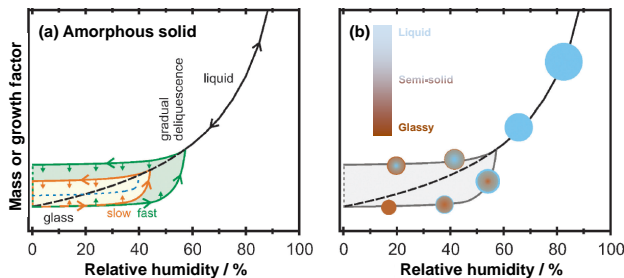 Mass or growth factor
(a) Amorphous solid
gradual
deliquescence
liquid
glass
slow
fast
0
20
40
60
80
100
Relative humidity / %
(b)
Liquid
Semi-solid
Glassy
0
20
40
60
80
100
Relative humidity / %